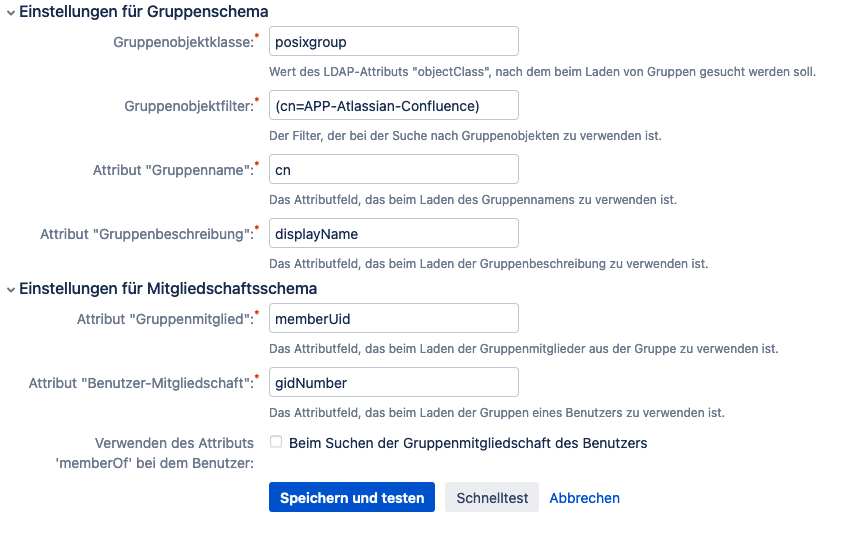 Einstellungen für Gruppenschema
Gruppenobjektklasse:* posixgroup
Wert des LDAP-Attributs "objectClass", nach dem beim Laden von Gruppen gesucht werden soll.
Gruppenobjektfilter:* (cn=APP-Atlassian-Confluence)
Der Filter, der bei der Suche nach Gruppenobjekten zu verwenden ist.
Attribut "Gruppenname":* cn
Das Attributfeld, das beim Laden des Gruppennamens zu verwenden ist.
Attribut "Gruppenbeschreibung":* displayName
Das Attributfeld, das beim Laden der Gruppenbeschreibung zu verwenden ist.
Einstellungen für Mitgliedschaftsschema
Attribut "Gruppenmitglied":* memberUid
Das Attributfeld, das beim Laden der Gruppenmitglieder aus der Gruppe zu verwenden ist.
Attribut "Benutzer-Mitgliedschaft":* gidNumber
Das Attributfeld, das beim Laden der Gruppen eines Benutzers zu verwenden ist.
Verwenden des Attributs
'memberOf' bei dem Benutzer:
Beim Suchen der Gruppenmitgliedschaft des Benutzers
Speichern und testen Schnelltest Abbrechen